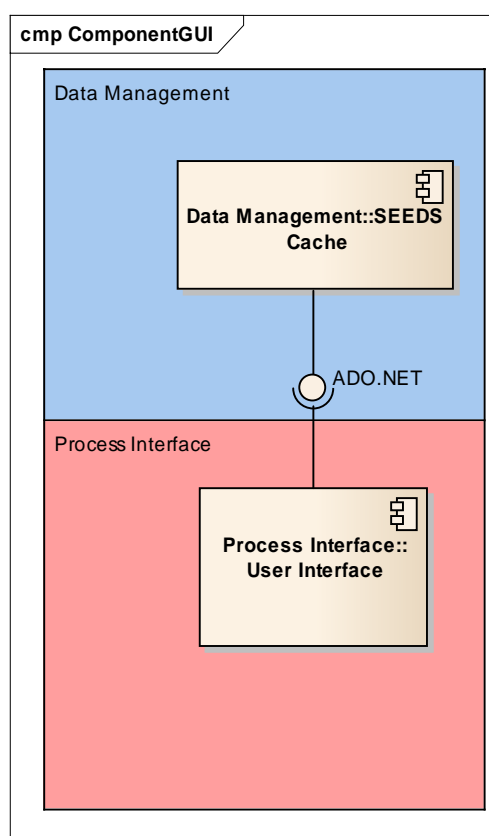 cmp ComponentGUI
Data Management
Data Management::SEEDS
Cache
ADO.NET
Process Interface
Process Interface::
User Interface